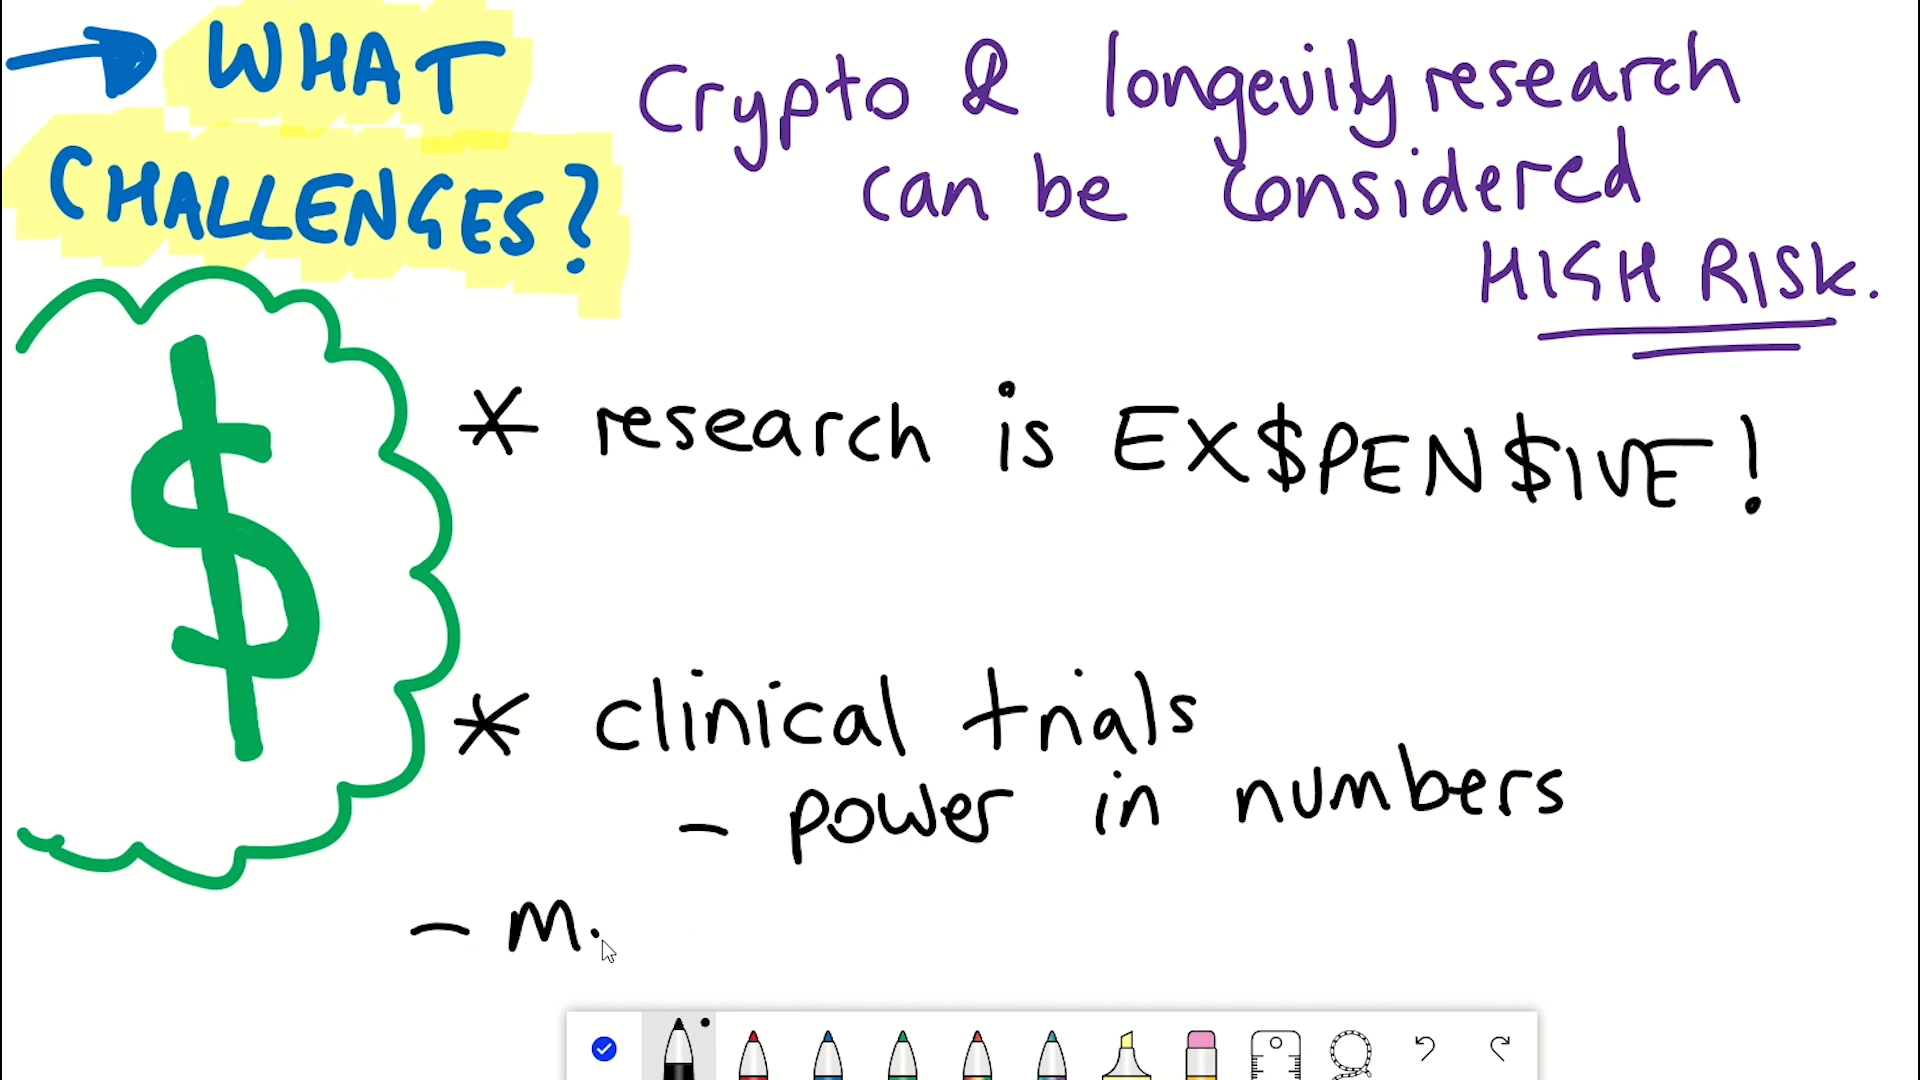 → WHAT
CHALLENGES?
Crypto & longevity research
can be considered
HIGH RISK.
$
* research is EX$PEN$IVE!
* clinical trials
- power in numbers
- m.